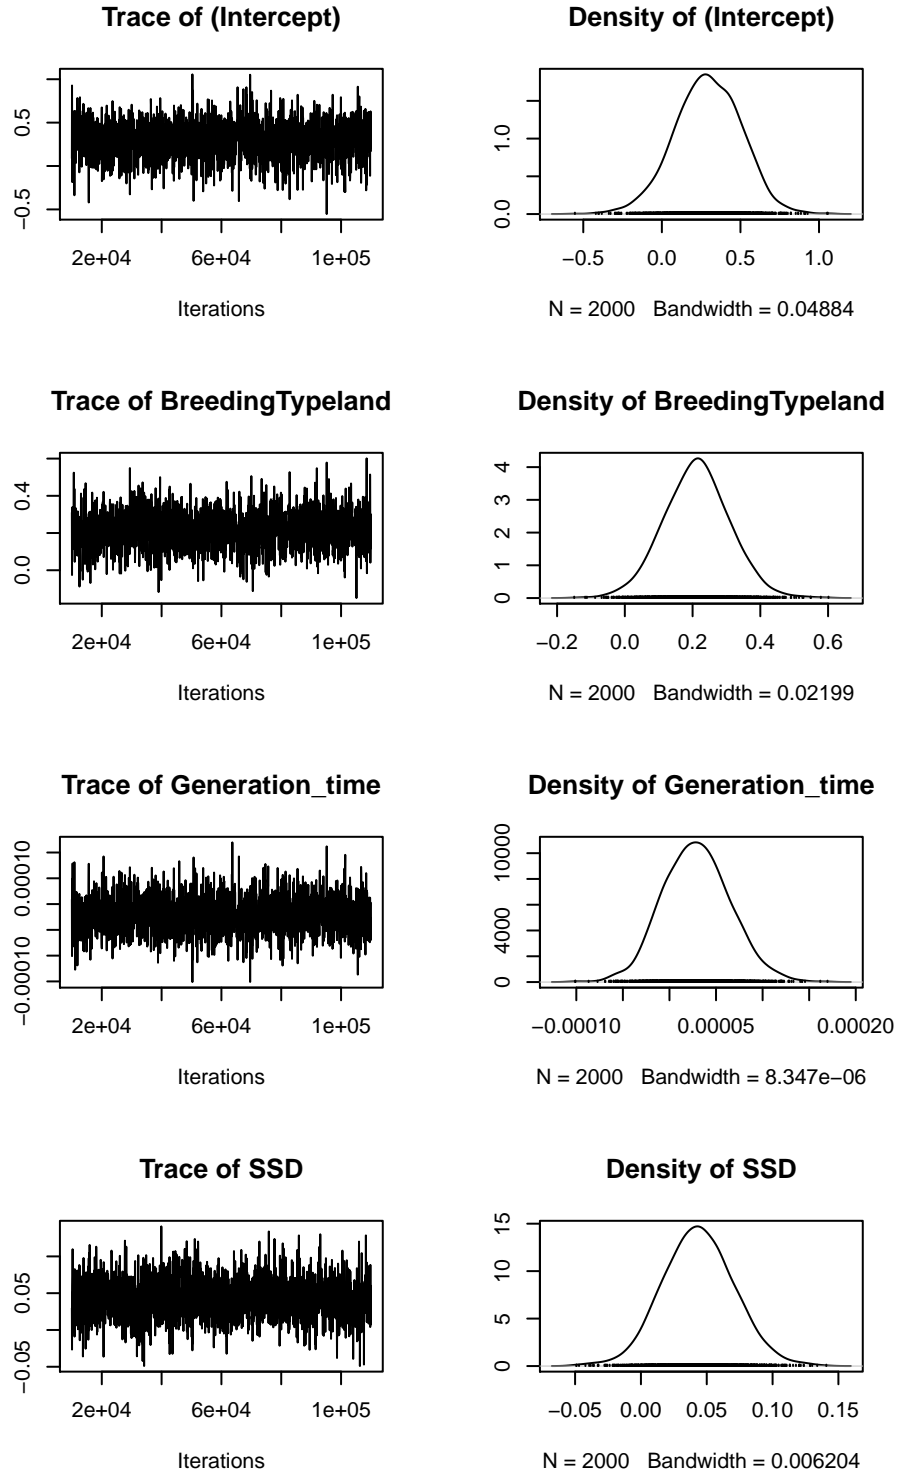 Trace of (Intercept)
−0.5 0.5
2e+04 6e+04 1e+05
Iterations
Density of (Intercept)
0.0 1.0
−0.5 0.0 0.5 1.0
N = 2000 Bandwidth = 0.04884
Trace of BreedingTypeland
0.0 0.4
2e+04 6e+04 1e+05
Iterations
Density of BreedingTypeland
0 1 2 3 4
−0.2 0.0 0.2 0.4 0.6
N = 2000 Bandwidth = 0.02199
Trace of Generation_time
−0.00010 0.00010
2e+04 6e+04 1e+05
Iterations
Density of Generation_time
0 4000 10000
−0.00010 0.00005 0.00020
N = 2000 Bandwidth = 8.347e−06
Trace of SSD
−0.05 0.05
2e+04 6e+04 1e+05
Iterations
Density of SSD
0 5 10 15
−0.05 0.00 0.05 0.10 0.15
N = 2000 Bandwidth = 0.006204